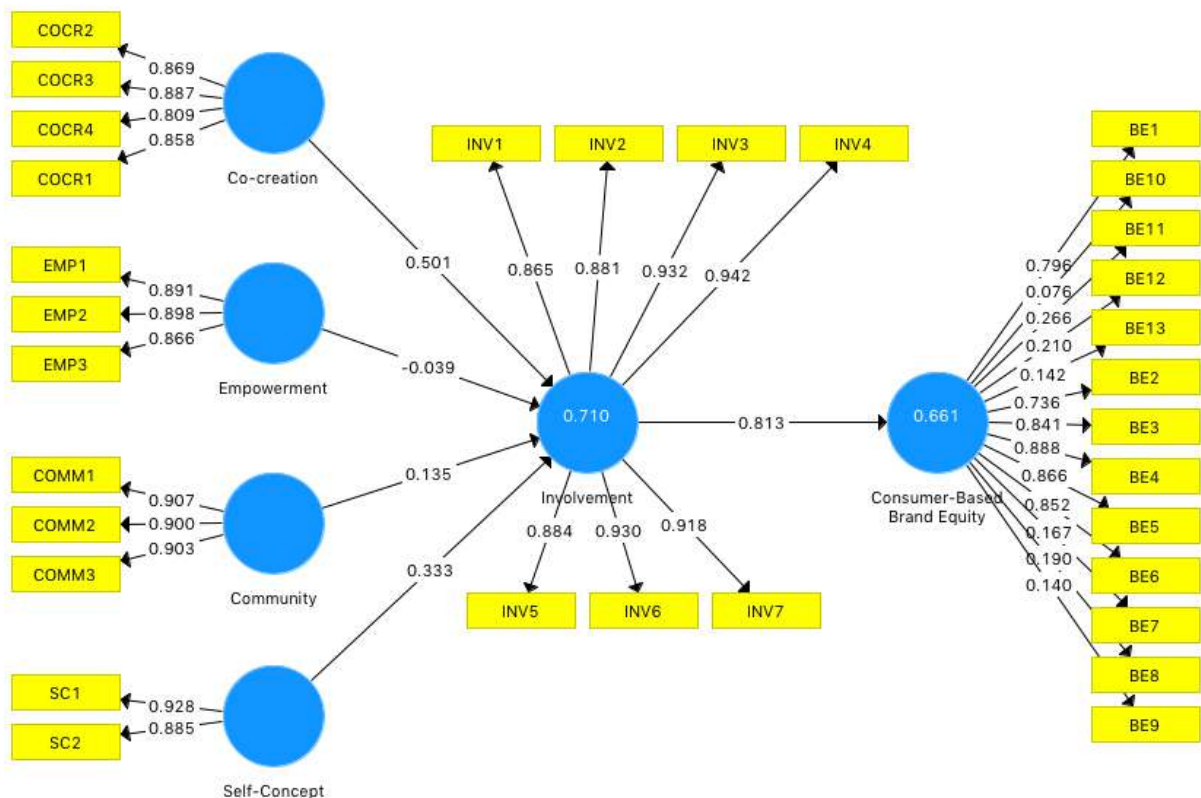 COCR2
COCR3
COCR4
COCR1
0.869
0.887
0.809
0.858
Co-creation
EMP1
EMP2
EMP3
0.891
0.898
0.866
Empowerment
COMM1
COMM2
COMM3
0.907
0.900
0.903
Community
SC1
SC2
0.928
0.885
Self-Concept
0.501
-0.039
0.135
0.333
INV1
INV2
INV3
INV4
0.865
0.881
0.932
0.942
0.710
Involvement
0.884
0.930
0.918
INV5
INV6
INV7
0.813
0.661
Consumer-Based
Brand Equity
0.796
0.076
0.266
0.210
0.142
0.736
0.841
0.888
0.866
0.852
0.167
0.190
0.140
BE1
BE10
BE11
BE12
BE13
BE2
BE3
BE4
BE5
BE6
BE7
BE8
BE9